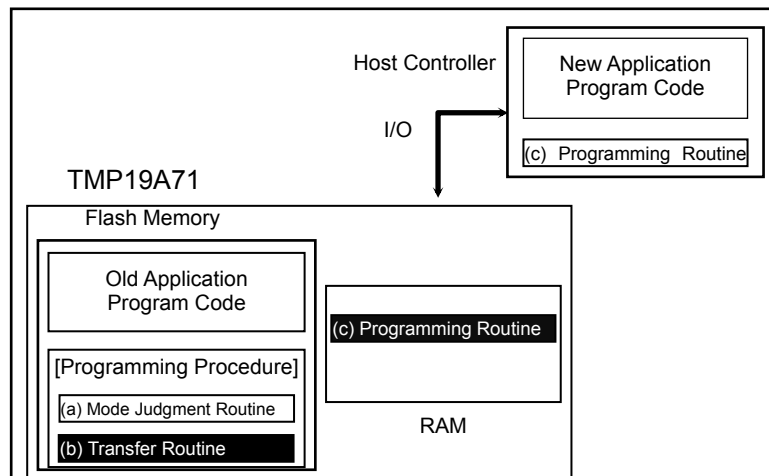 Host Controller
New Application
Program Code
I/O
(c) Programming Routine
TMP19A71
Flash Memory
Old Application
Program Code
(c) Programming Routine
[Programming Procedure]
(a) Mode Judgment Routine
(b) Transfer Routine
RAM